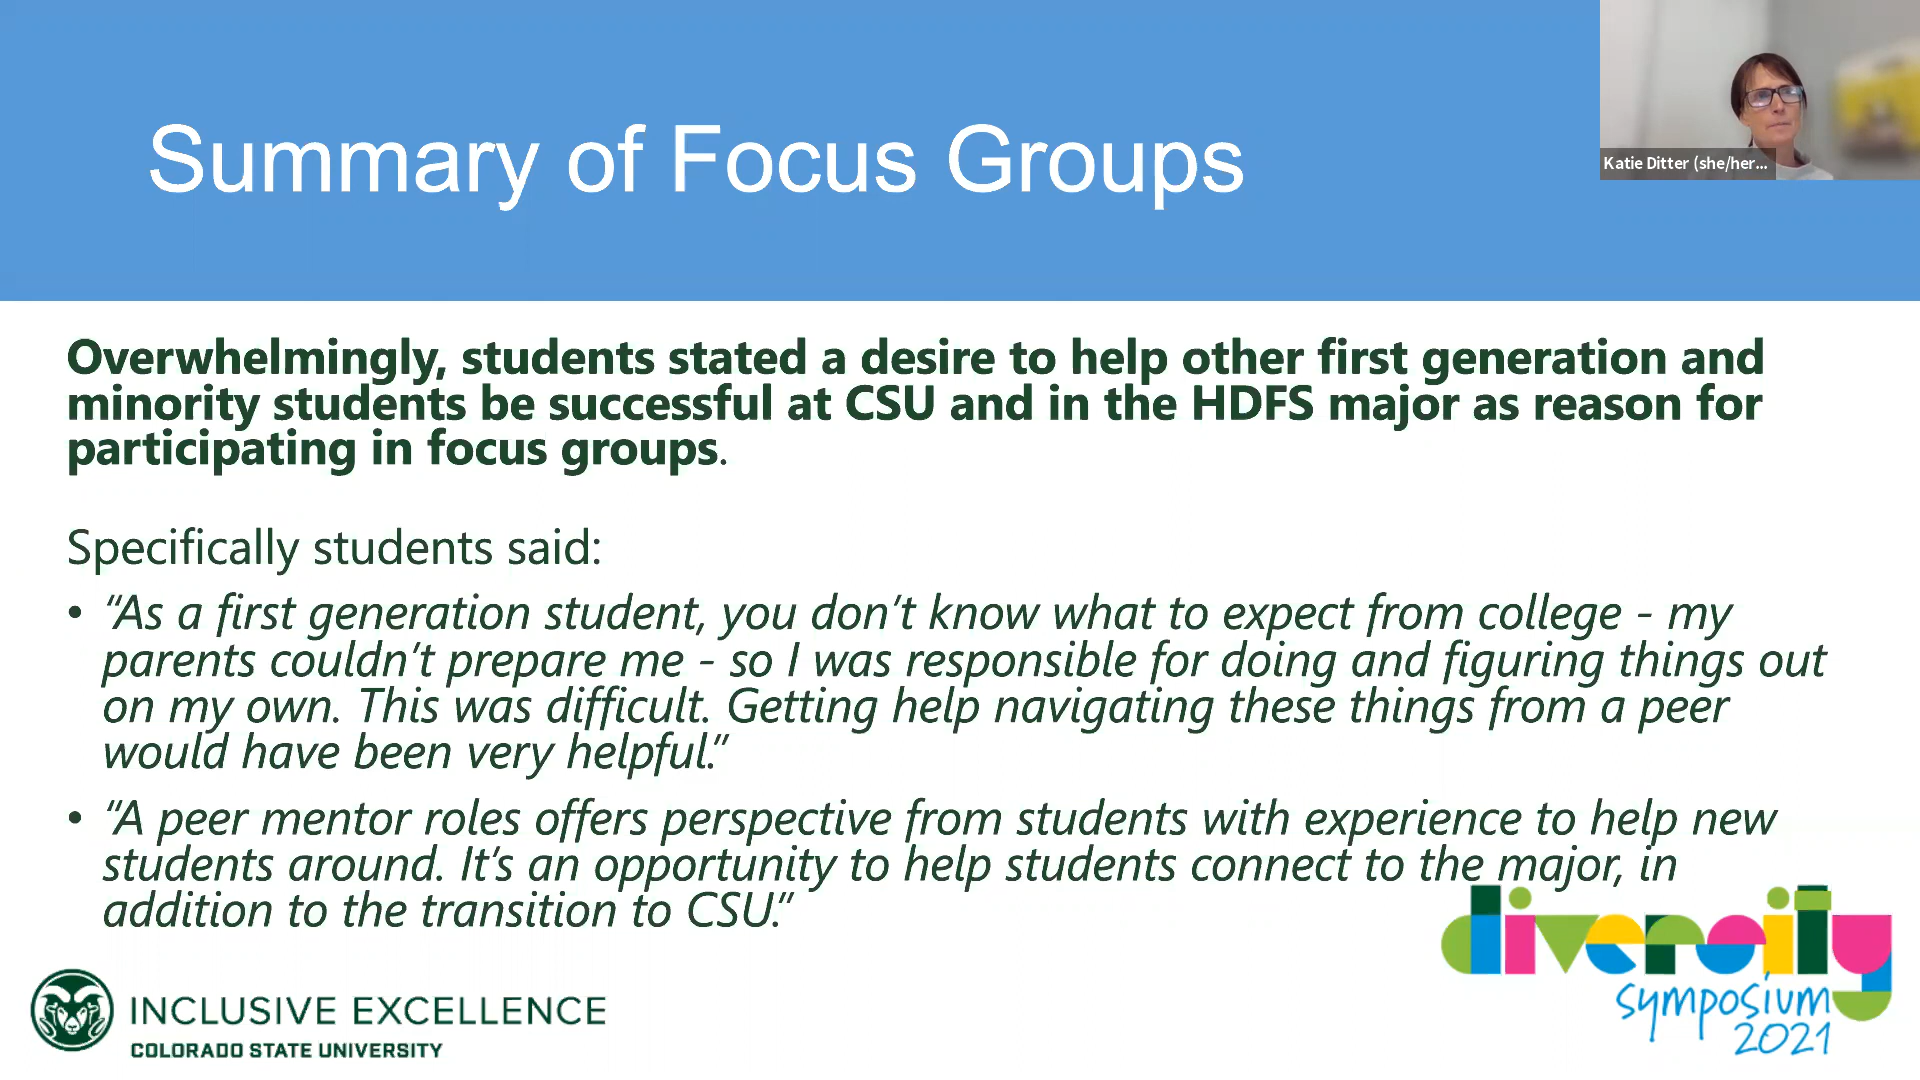 Summary of Focus Groups
Katie Ditter (she/her...
Overwhelmingly, students stated a desire to help other first generation and
minority students be successful at CSU and in the HDFS major as reason for
participating in focus groups.
Specifically students said:
• “As a first generation student, you don’t know what to expect from college - my
parents couldn’t prepare me - so I was responsible for doing and figuring things out
on my own. This was difficult. Getting help navigating these things from a peer
would have been very helpful.”
• “A peer mentor roles offers perspective from students with experience to help new
students around. It’s an opportunity to help students connect to the major, in
addition to the transition to CSU.”
INCLUSIVE EXCELLENCE
COLORADO STATE UNIVERSITY
diversity
symposium
2021